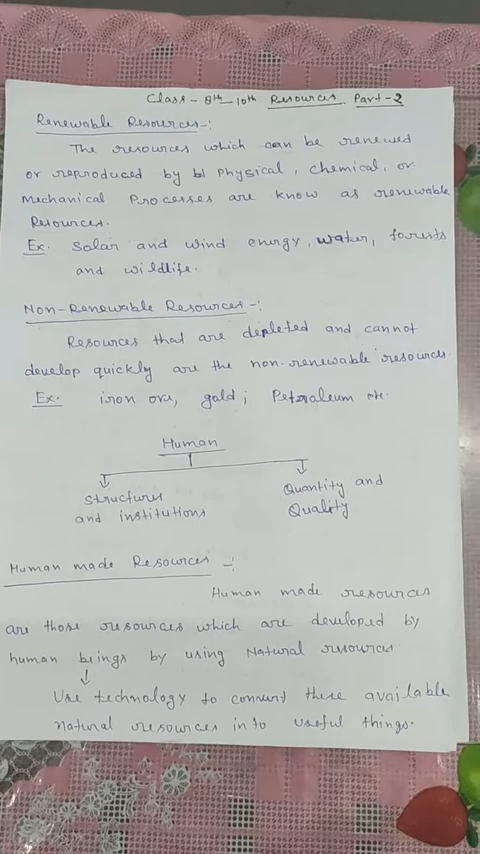 Class - 8th - 10th Resources Part-2
Renewable Resources -:
The resources which can be renewed
or reproduced by Physical, chemical, or
Mechanical Processes are know as renewable
Resources.
Ex. Solar and wind energy, water, forests
and wildlife.
Non-Renewable Resources -:
Resources that are depleted and cannot
develop quickly are the non-renewable resources.
Ex. iron ore, gold; Petroleum etc.
Human
Structures
and institutions
Quantity and
Quality
Human made Resources -:
Human made resources
are those resources which are developed by
human beings by using Natural resources
Use technology to convert these available
natural resources in to useful things.